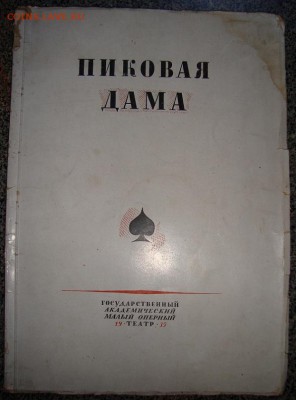 ПИКОВАЯ
ДАМА
ГОСУДАРСТВЕННЫЙ
АКАДЕМИЧЕСКИЙ
МАЛЫЙ ОПЕРНЫЙ
ТЕАТР